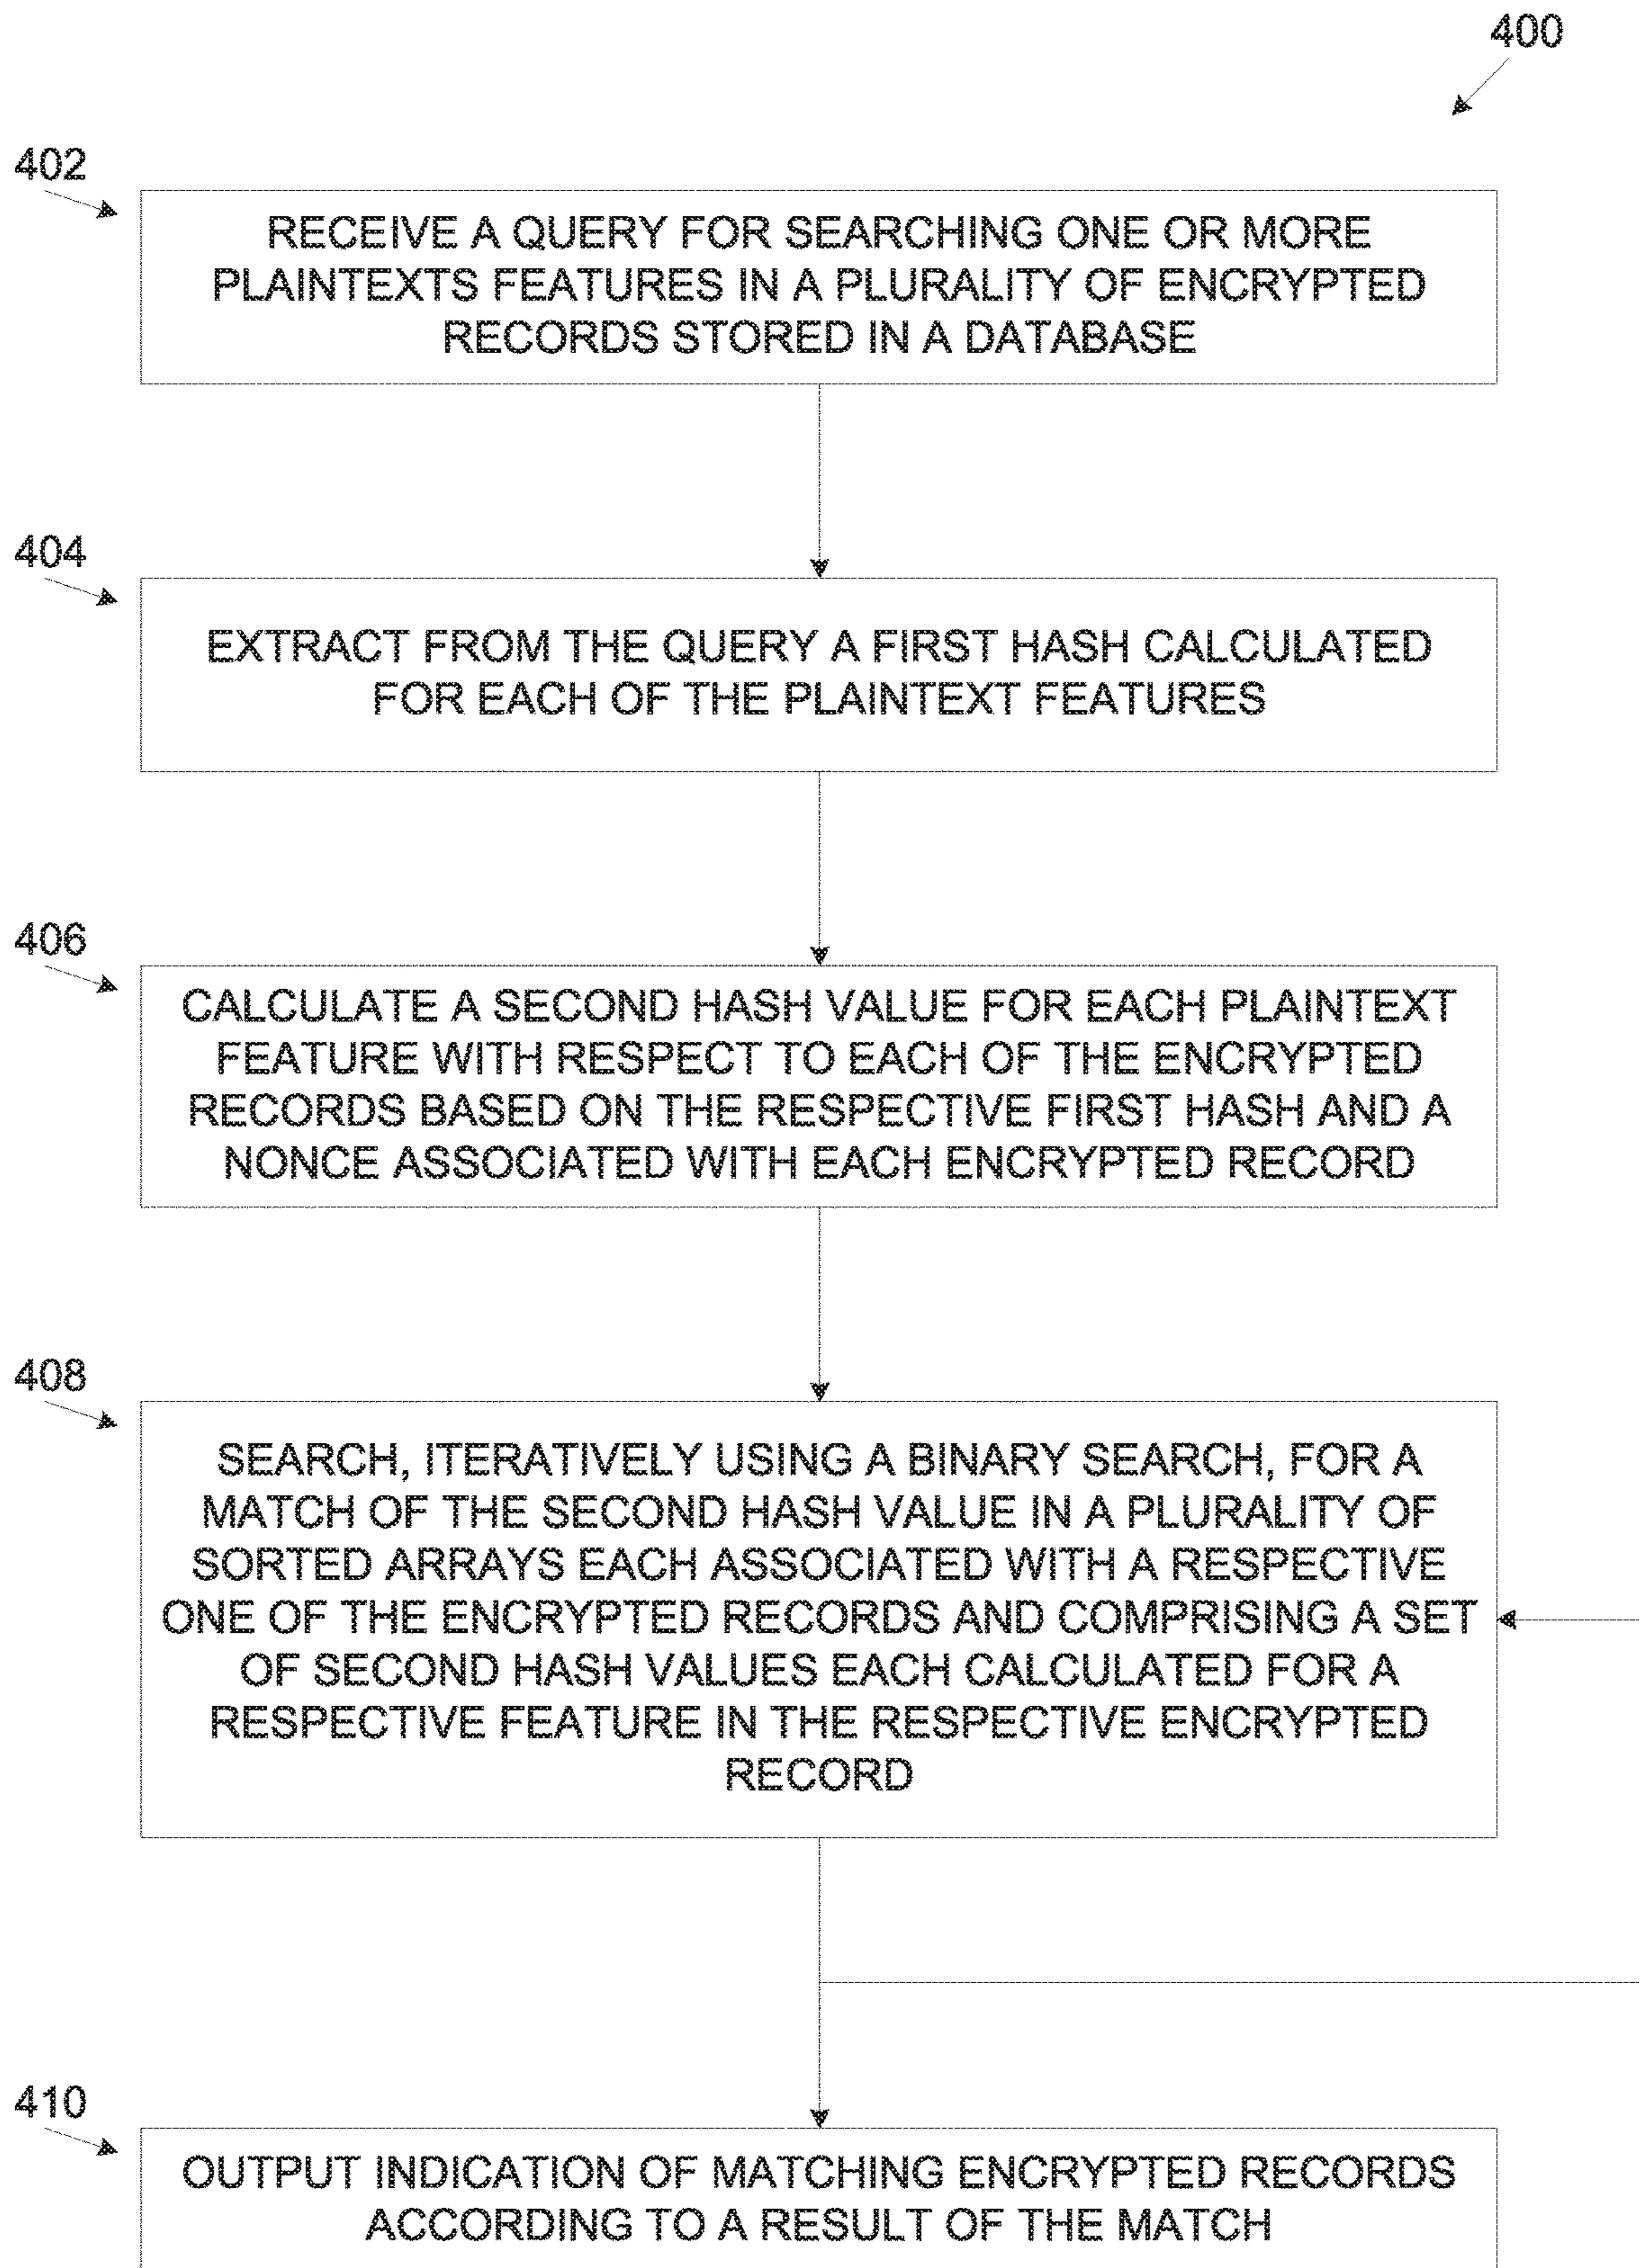 400
402
RECEIVE A QUERY FOR SEARCHING ONE OR MORE
PLAINTEXTS FEATURES IN A PLURALITY OF ENCRYPTED
RECORDS STORED IN A DATABASE
404
EXTRACT FROM THE QUERY A FIRST HASH CALCULATED
FOR EACH OF THE PLAINTEXT FEATURES
406
CALCULATE A SECOND HASH VALUE FOR EACH PLAINTEXT
FEATURE WITH RESPECT TO EACH OF THE ENCRYPTED
RECORDS BASED ON THE RESPECTIVE FIRST HASH AND A
NONCE ASSOCIATED WITH EACH ENCRYPTED RECORD
408
SEARCH, ITERATIVELY USING A BINARY SEARCH, FOR A
MATCH OF THE SECOND HASH VALUE IN A PLURALITY OF
SORTED ARRAYS EACH ASSOCIATED WITH A RESPECTIVE
ONE OF THE ENCRYPTED RECORDS AND COMPRISING A SET
OF SECOND HASH VALUES EACH CALCULATED FOR A
RESPECTIVE FEATURE IN THE RESPECTIVE ENCRYPTED
RECORD
410
OUTPUT INDICATION OF MATCHING ENCRYPTED RECORDS
ACCORDING TO A RESULT OF THE MATCH